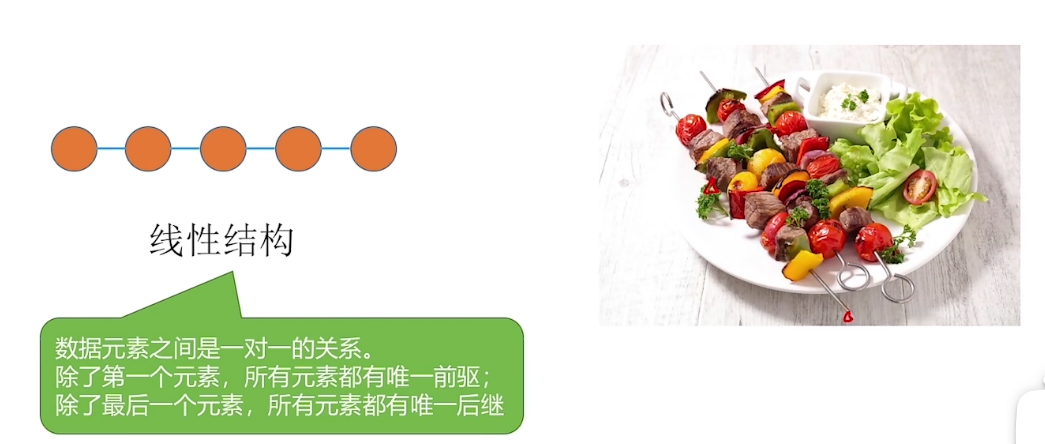 线性结构
数据元素之间是一对一的关系。
除了第一个元素，所有元素都有唯一前驱；
除了最后一个元素，所有元素都有唯一后继